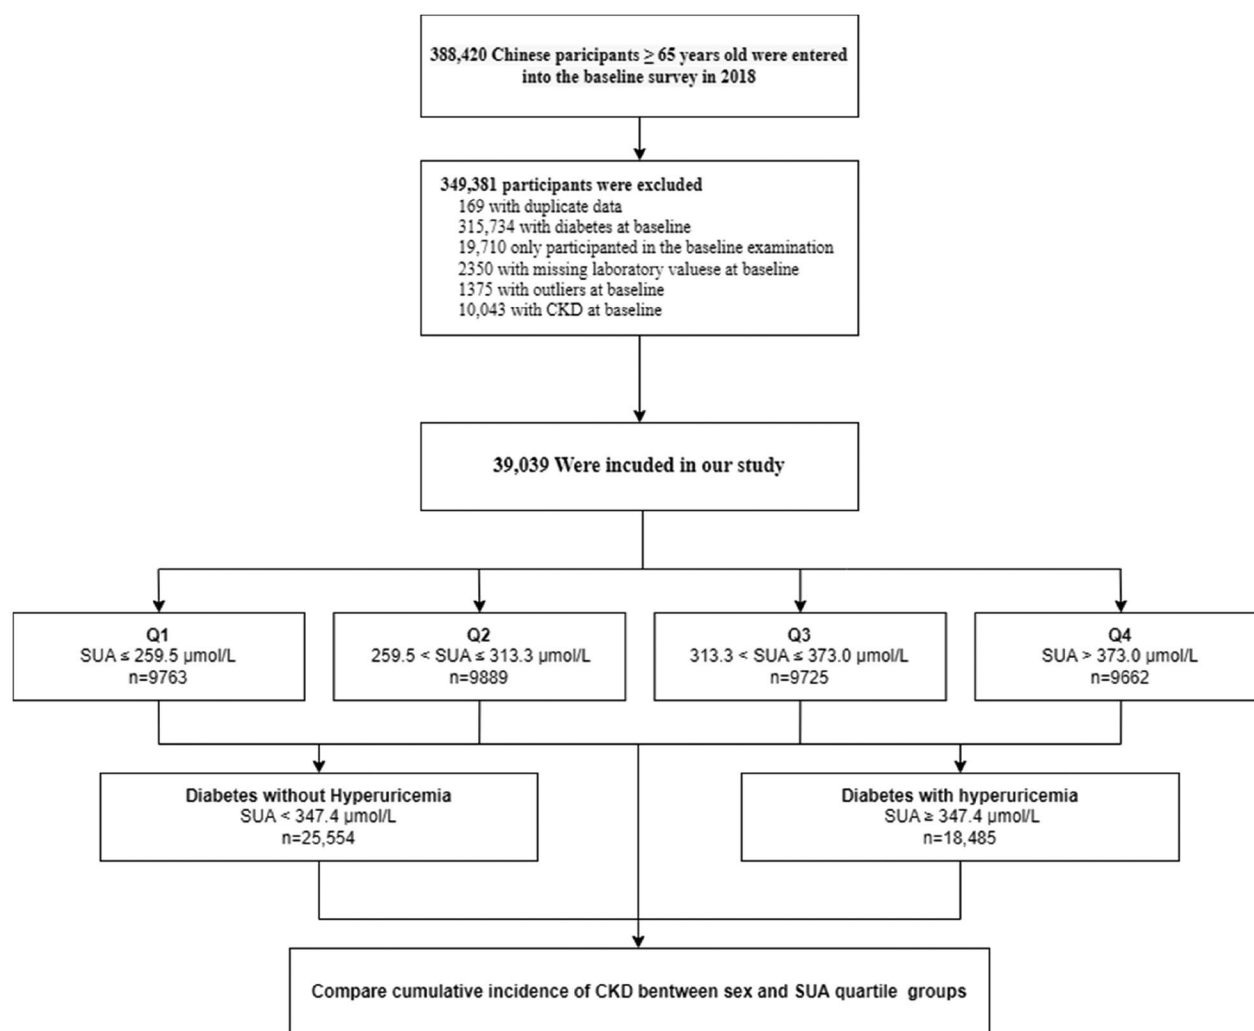 388,420 Chinese paricipants ≥ 65 years old were entered
into the baseline survey in 2018
349,381 participants were excluded
169 with duplicate data
315,734 with diabetes at baseline
19,710 only participanted in the baseline examination
2350 with missing laboratory valuese at baseline
1375 with outliers at baseline
10,043 with CKD at baseline
39,039 Were incuded in our study
Q1
SUA ≤ 259.5 µmol/L
n=9763
Q2
259.5 < SUA ≤ 313.3 µmol/L
n=9889
Q3
313.3 < SUA ≤ 373.0 µmol/L
n=9725
Q4
SUA > 373.0 µmol/L
n=9662
Diabetes without Hyperuricemia
SUA < 347.4 µmol/L
n=25,554
Diabetes with hyperuricemia
SUA ≥ 347.4 µmol/L
n=18,485
Compare cumulative incidence of CKD bentween sex and SUA quartile groups